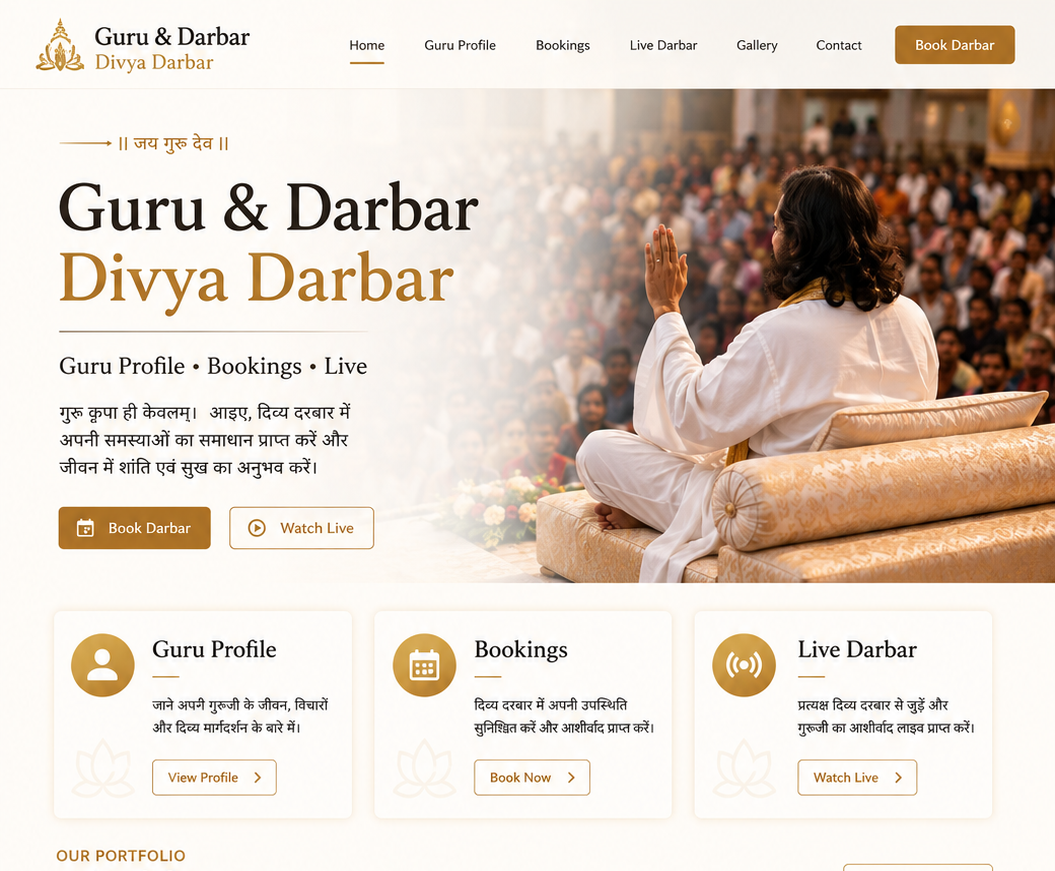 Guru & Darbar
Divya Darbar
Home
Guru Profile
Bookings
Live Darbar
Gallery
Contact
Book Darbar
|| जय गुरु देव ||
Guru & Darbar
Divya Darbar
Guru Profile • Bookings • Live
गुरु कृपा ही केवलम्। आइए, दिव्य दरबार में
अपनी समस्याओं का समाधान प्राप्त करें और
जीवन में शांति एवं सुख का अनुभव करें।
Book Darbar
Watch Live
Guru Profile
जाने अपनी गुरूजी के जीवन, विचारों
और दिव्य मार्गदर्शन के बारे में।
View Profile
Bookings
दिव्य दरबार में अपनी उपस्थिति
सुनिश्चित करें और आशीर्वाद प्राप्त करें।
Book Now
Live Darbar
प्रत्यक्ष दिव्य दरबार से जुड़ें और
गुरूजी का आशीर्वाद लाइव प्राप्त करें।
Watch Live
OUR PORTFOLIO